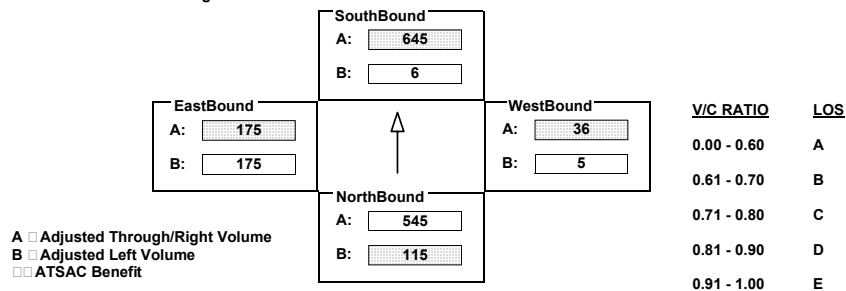 SouthBound
A: 645
B: 6
EastBound
A: 175
B: 175
WestBound
A: 36
B: 5
NorthBound
A: 545
B: 115
A □ Adjusted Through/Right Volume
B □ Adjusted Left Volume
□□ ATSAC Benefit
V/C RATIO LOS
0.00 - 0.60 A
0.61 - 0.70 B
0.71 - 0.80 C
0.81 - 0.90 D
0.91 - 1.00 E